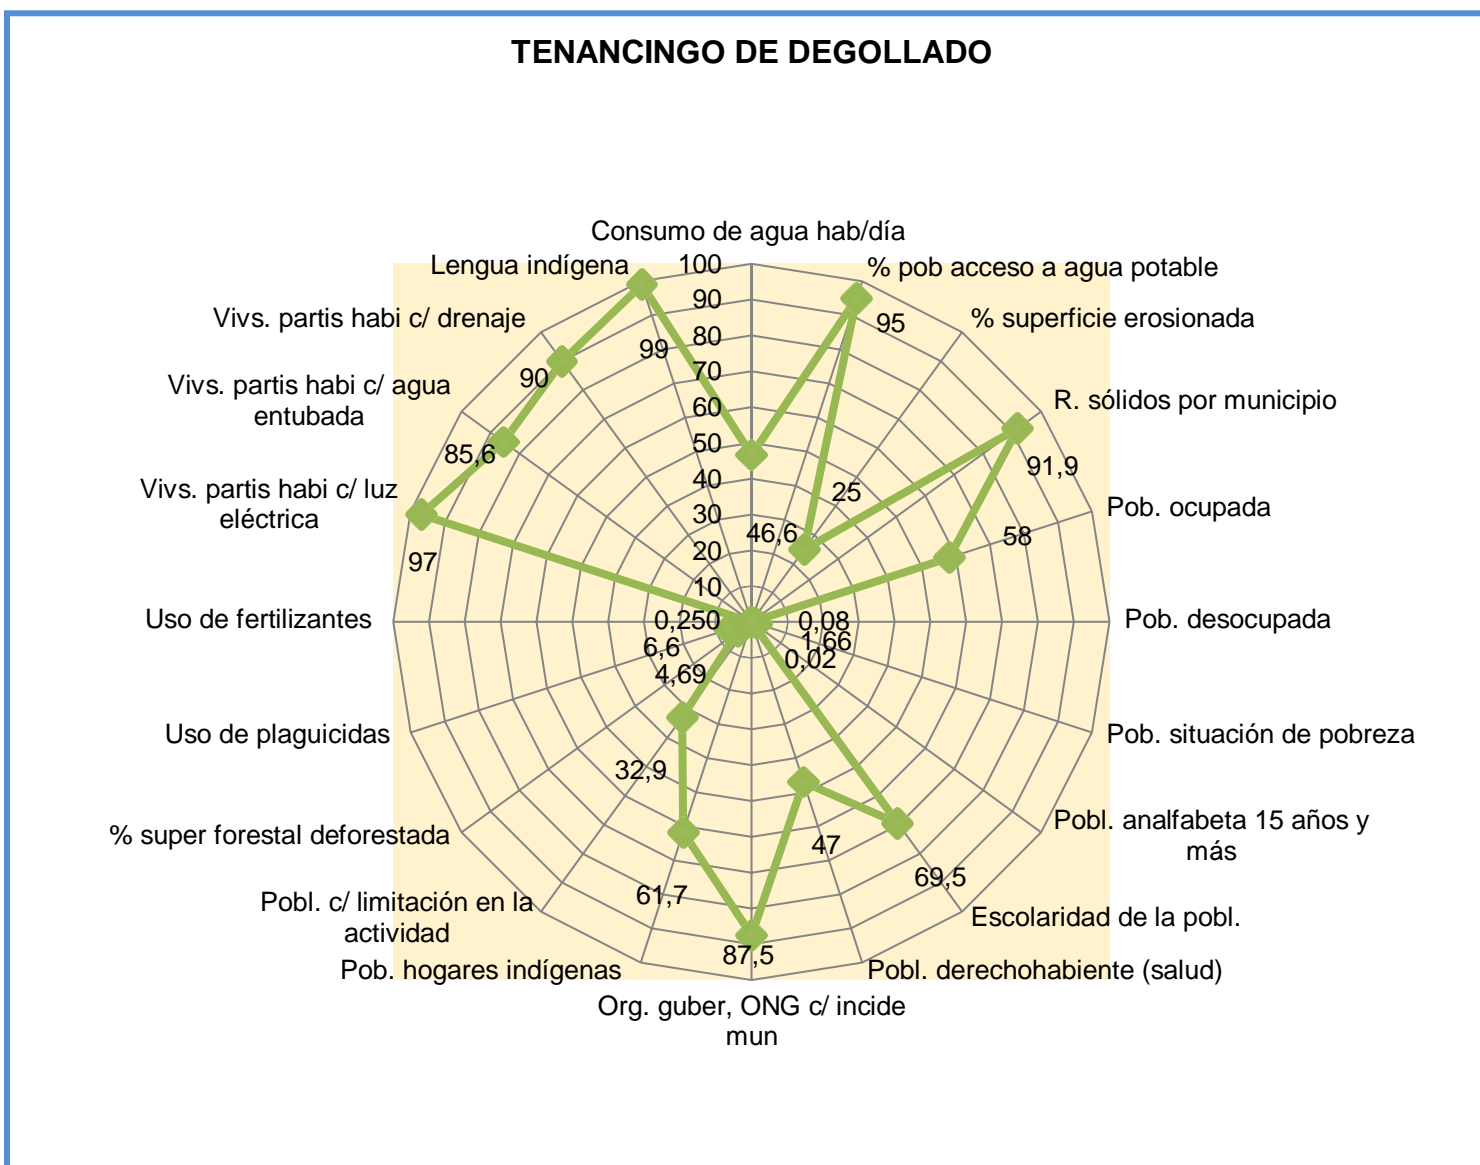 TENANCINGO DE DEGOLLADO
Consumo de agua hab/día
% pob acceso a agua potable
% superficie erosionada
R. sólidos por municipio
Pob. ocupada
Pob. desocupada
Pob. situación de pobreza
Pobl. analfabeta 15 años y
más
Escolaridad de la pobl.
Pobl. derechohabiente (salud)
Org. guber, ONG c/ incide
mun
Pob. hogares indígenas
Pobl. c/ limitación en la
actividad
% super forestal deforestada
Uso de plaguicidas
Uso de fertilizantes
Vivs. partis habi c/ luz
eléctrica
Vivs. partis habi c/ agua
entubada
Vivs. partis habi c/ drenaje
Lengua indígena
100
90
80
70
60
50
40
30
20
10
0
46,6
95
25
91,9
58
0,08
1,66
0,02
69,5
47
87,5
61,7
32,9
4,69
6,6
0,25
97
85,6
90
99